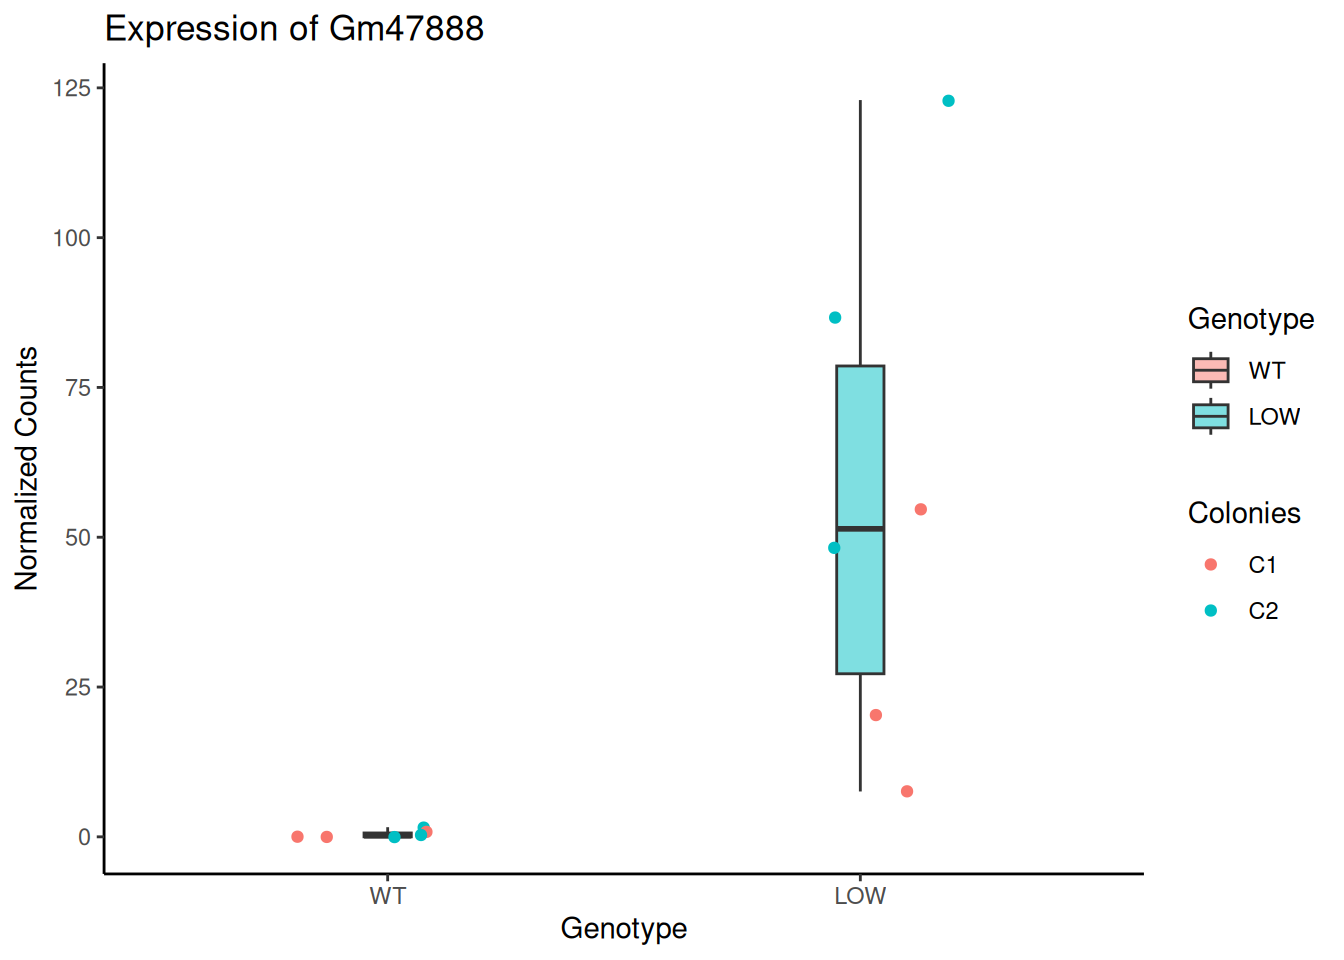 Expression of Gm47888
125
100
75
50
25
0
Normalized Counts
WT
LOW
Genotype
Genotype
WT
LOW
Colonies
C1
C2